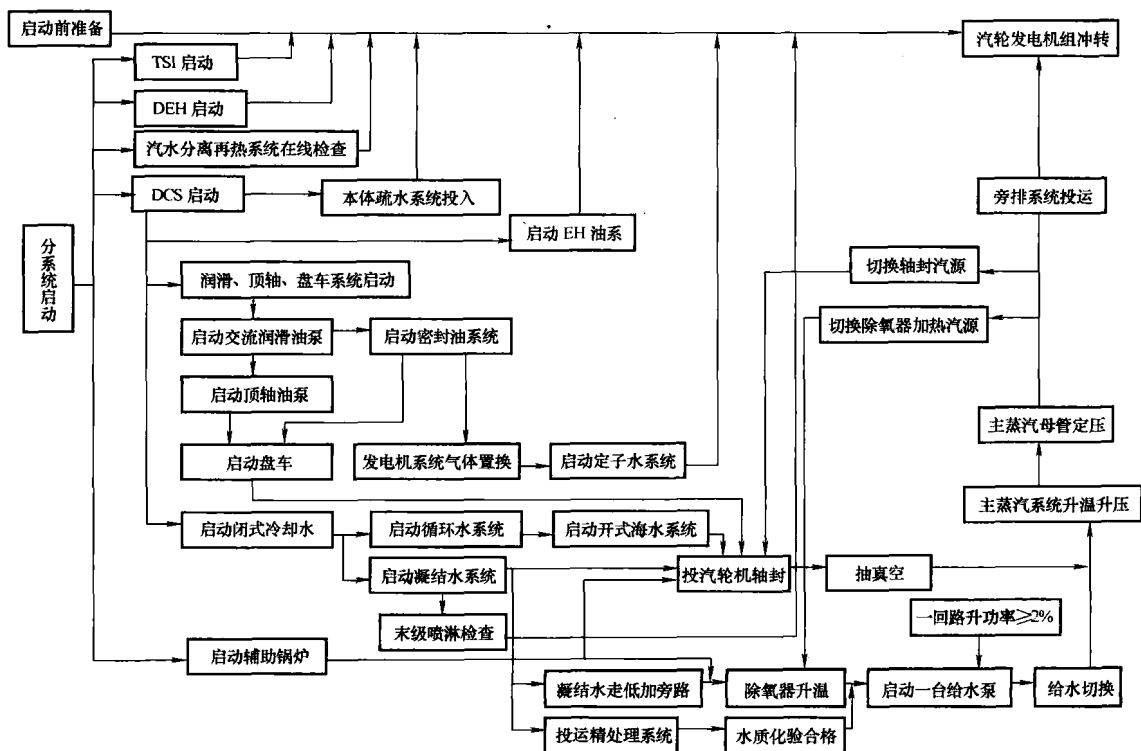 启动前准备
汽轮发电机组冲转
TSI 启动
DEH 启动
汽水分离再热系统在线检查
DCS 启动
本体疏水系统投入
旁排系统投运
启动 EH 油系
分系统启动
切换轴封汽源
润滑、顶轴、盘车系统启动
启动交流润滑油泵
启动密封油系统
切换除氧器加热汽源
启动顶轴油泵
主蒸汽母管定压
启动盘车
发电机系统气体置换
启动定子水系统
主蒸汽系统升温升压
启动闭式冷却水
启动循环水系统
启动开式海水系统
启动凝结水系统
投汽轮机轴封
抽真空
末级喷淋检查
一回路升功率≥2%
启动辅助锅炉
凝结水走低加旁路
除氧器升温
启动一台给水泵
给水切换
投运精处理系统
水质化验合格